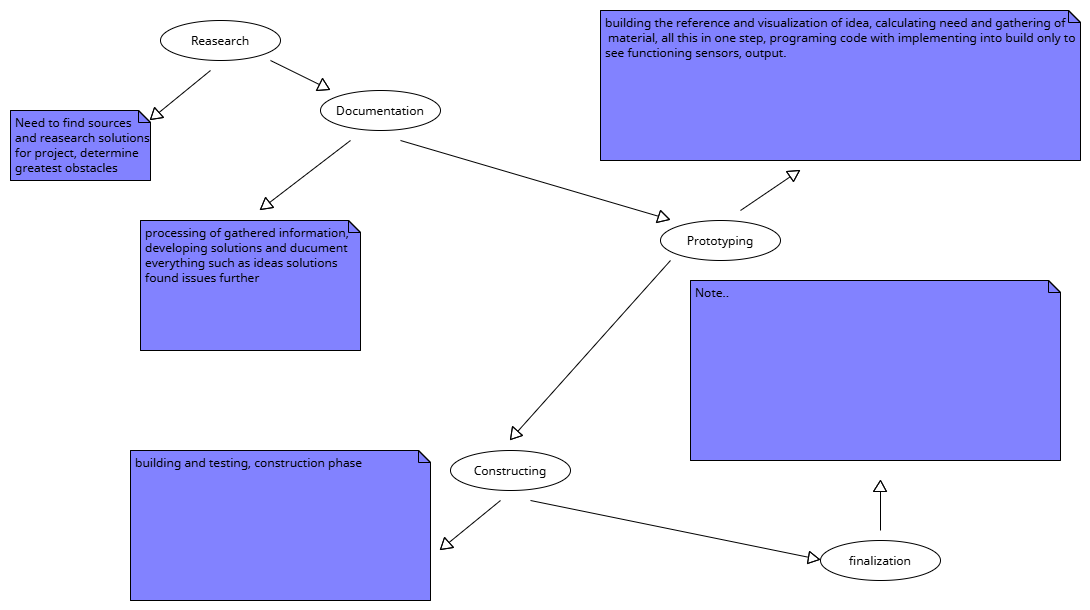 Reasearch
Need to find sources
and reasearch solutions
for project, determine
greatest obstacles
Documentation
processing of gathered information,
developing solutions and ducument
everything such as ideas solutions
found issues further
building the reference and visualization of idea, calculating need and gathering of
material, all this in one step, programing code with implementing into build only to
see functioning sensors, output.
Prototyping
Note..
building and testing, construction phase
Constructing
finalization